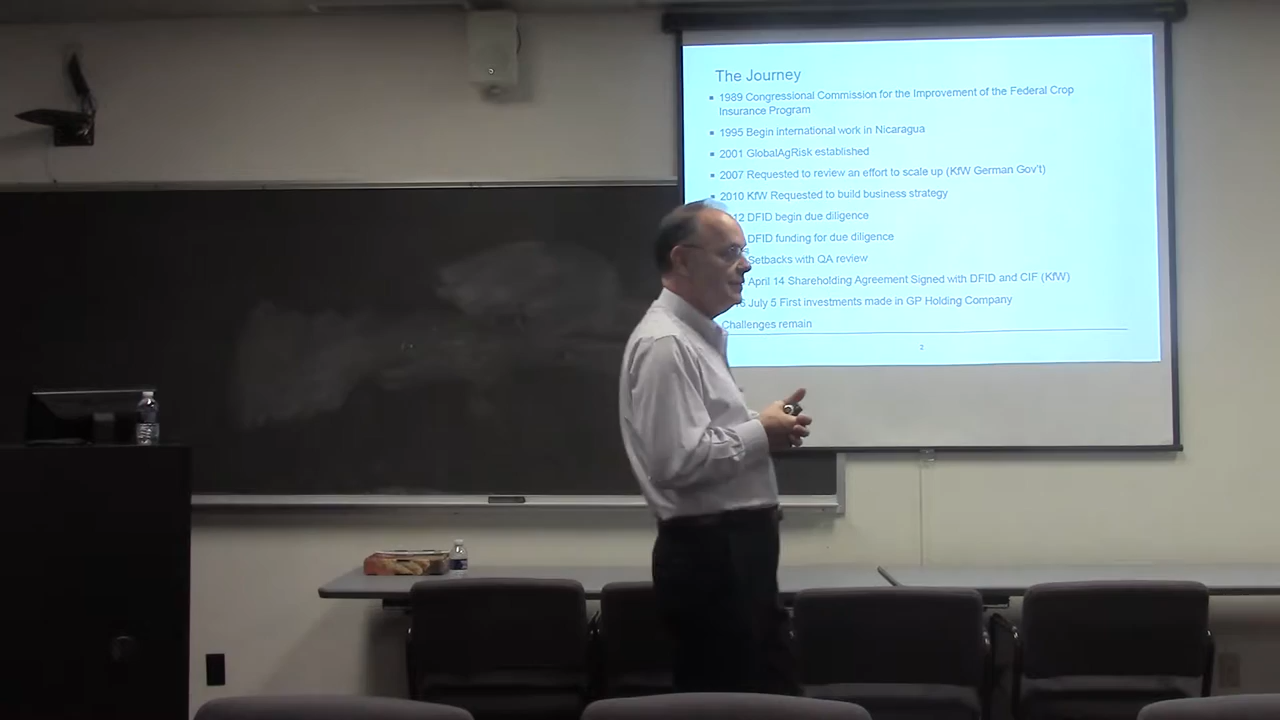 The Journey
1989 Congressional Commission for the Improvement of the Federal Crop
Insurance Program
1995 Begin international work in Nicaragua
2001 GlobalAgRisk established
2007 Requested to review an effort to scale up (KfW German Gov't)
2010 KfW Requested to build business strategy
12 DFID begin due diligence
DFID funding for due diligence
Setbacks with QA review
April 14 Shareholding Agreement Signed with DFID and CIF (KfW)
July 5 First investments made in GP Holding Company
Challenges remain
2